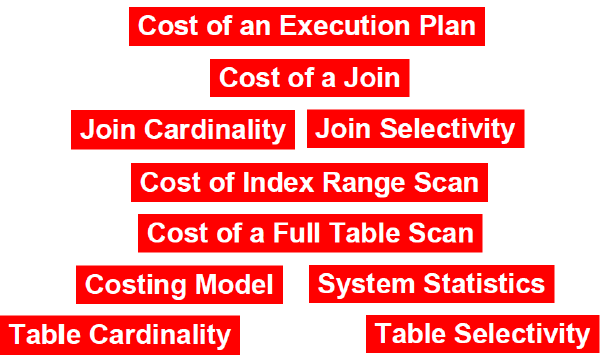 Cost of an Execution Plan
Cost of a Join
Join Cardinality Join Selectivity
Cost of Index Range Scan
Cost of a Full Table Scan
Costing Model System Statistics
Table Cardinality Table Selectivity